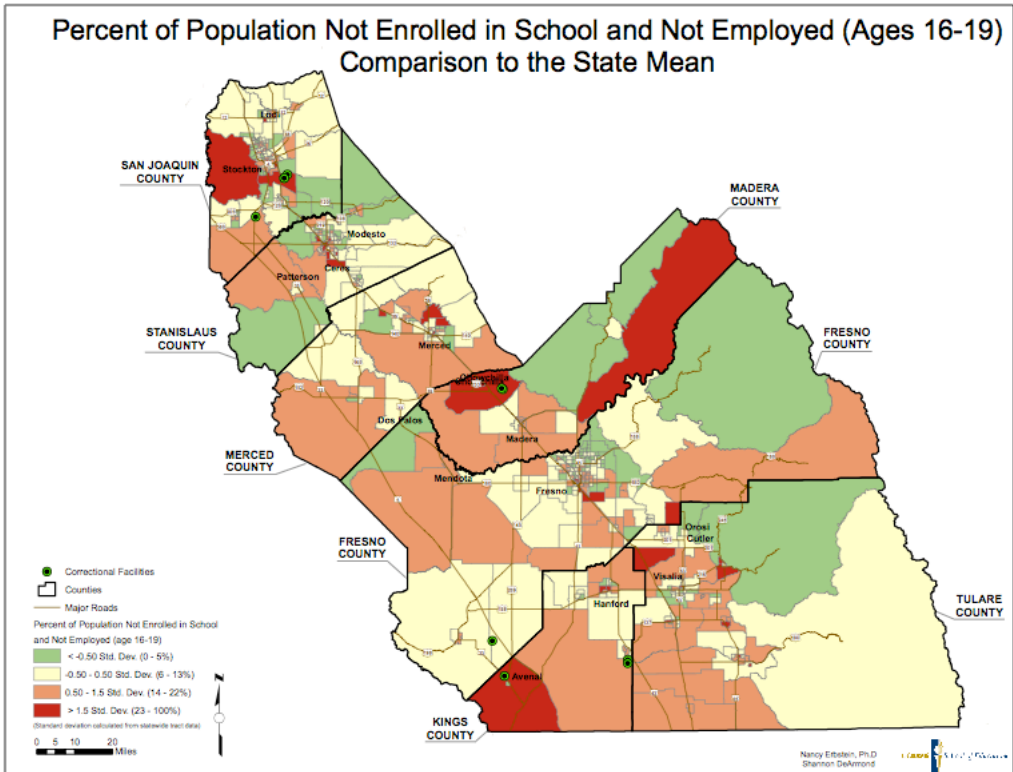 Percent of Population Not Enrolled in School and Not Employed (Ages 16-19)
Comparison to the State Mean
SAN JOAQUIN
COUNTY
Stockton
Modesto
Ceres
Patterson
STANISLAUS
COUNTY
Merced
MADERA
COUNTY
FRESNO
COUNTY
Dos Palos
MERCED
COUNTY
Madera
Mendota
Fresno
Orosi
Cutler
FRESNO
COUNTY
Visalia
Hanford
TULARE
COUNTY
Avenal
KINGS
COUNTY
Correctional Facilities
Counties
Major Roads
Percent of Population Not Enrolled in School
and Not Employed (age 16-19)
< -0.50 Std. Dev. (0 - 5%)
-0.50 - 0.50 Std. Dev. (6 - 13%)
0.50 - 1.5 Std. Dev. (14 - 22%)
> 1.5 Std. Dev. (23 - 100%)
(Standard deviation calculated from statewide tract data)
N
0 5 10 20
Miles
Nancy Erbstein, Ph.D
Shannon DeArmond